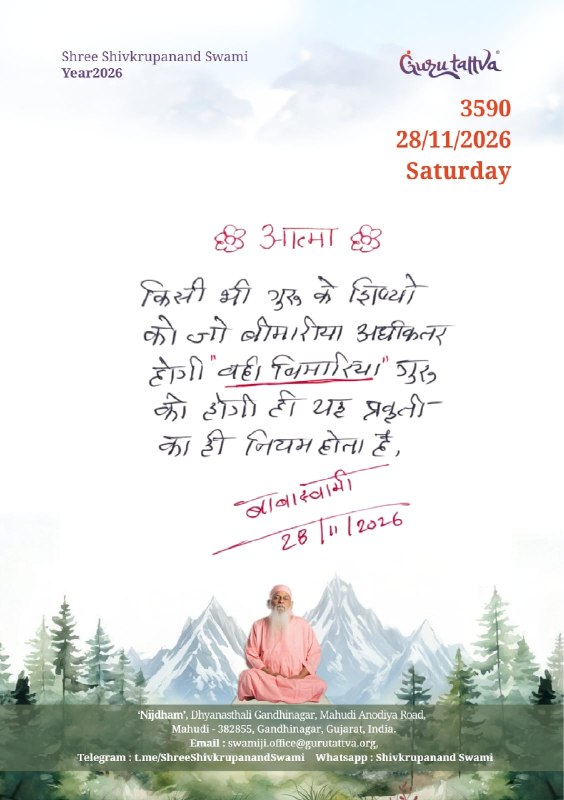 Shree Shivkrupanand Swami
Year2026
Gurutattva
3590
28/11/2026
Saturday
आत्मा
किसी भी गुरु के शिष्यो
को जो बीमारीया अधीकतर
होगी "वही बिमारिया" गुरु
को होगी ही यह प्रकृती
का ही नियम होता है,
बाबास्वामी
28/11/2026
'Nijdham', Dhyanasthali Gandhinagar, Mahudi Anodiya Road,
Mahudi - 382855, Gandhinagar, Gujarat, India.
Email : swamiji.office@gurutattva.org,
Telegram : t.me/ShreeShivkrupanandSwami Whatsapp : Shivkrupanand Swami